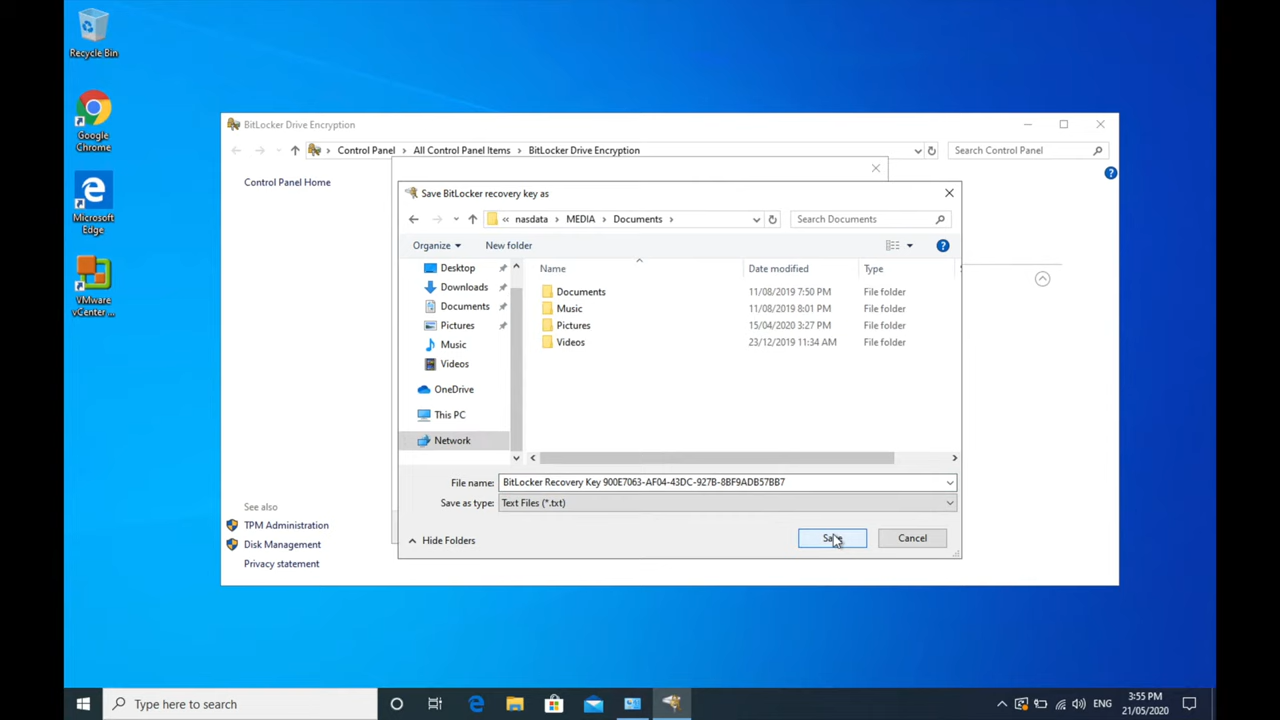 Recycle Bin
Google
Chrome
Microsoft
Edge
VMware
vCenter ...
BitLocker Drive Encryption
Control Panel > All Control Panel Items > BitLocker Drive Encryption
Search Control Panel
Control Panel Home
Save BitLocker recovery key as
« nasdata > MEDIA > Documents >
Search Documents
Organize
New folder
Desktop
Downloads
Documents
Pictures
Music
Videos
OneDrive
This PC
Network
Name Date modified Type
Documents 11/08/2019 7:50 PM File folder
Music 11/08/2019 8:01 PM File folder
Pictures 15/04/2020 3:27 PM File folder
Videos 23/12/2019 11:34 AM File folder
File name: BitLocker Recovery Key 900E7063-AF04-43DC-927B-8BF9ADB57BB7
Save as type: Text Files (*.txt)
Hide Folders
Save
Cancel
See also
TPM Administration
Disk Management
Privacy statement
Type here to search
ENG
3:55 PM
21/05/2020